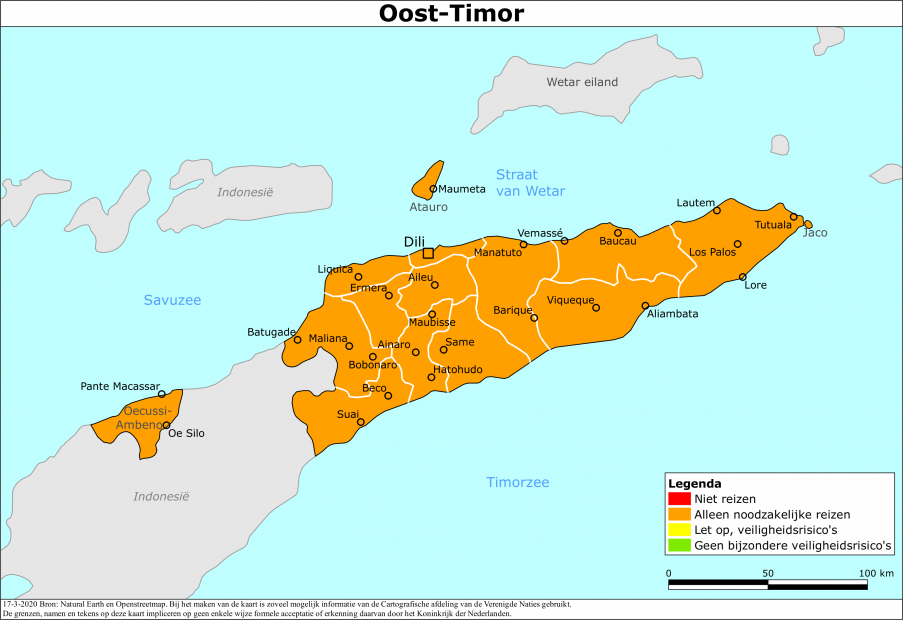 Oost-Timor
Wetar eiland
Straat
van Wetar
Indonesië
Maumeta
Atauro
Lautem
Tutuala
Jaco
Dili
Vemassé
Baucau
Manatuto
Los Palos
Liquica
Aileu
Ermera
Lore
Savuzee
Viqueque
Barique
Aliambata
Maubisse
Batugade
Maliana
Ainaro
Same
Bobonaro
Hatohudo
Pante Macassar
Beco
Oecussi-
Ambeno
Oe Silo
Suai
Timorzee
Indonesië
Legenda
Niet reizen
Alleen noodzakelijke reizen
Let op, veiligheidsrisico's
Geen bijzondere veiligheidsrisico's
0 50 100 km
17-3-2020 Bron: Natural Earth en Openstreetmap. Bij het maken van de kaart is zoveel mogelijk informatie van de Cartografische afdeling van de Verenigde Naties gebruikt.
De grenzen, namen en tekens op deze kaart impliceren op geen enkele wijze formele acceptatie of erkenning daarvan door het Koninkrijk der Nederlanden.